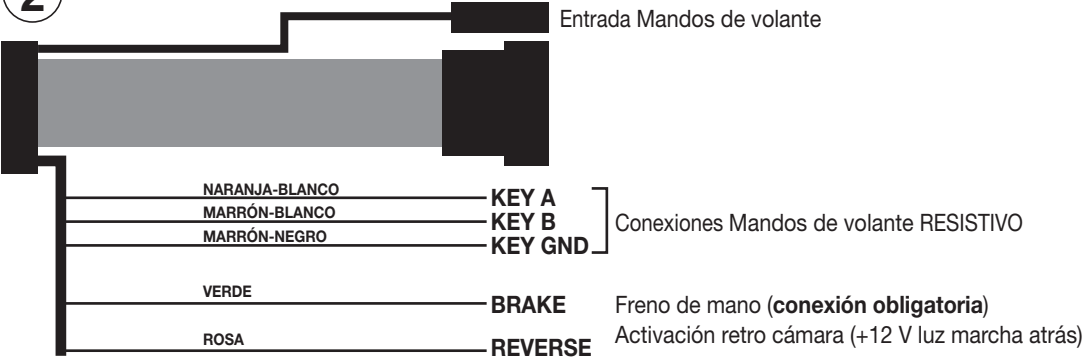 2
Entrada Mandos de volante
NARANJA-BLANCO KEY A
MARRÓN-BLANCO KEY B
MARRÓN-NEGRO KEY GND
Conexiones Mandos de volante RESISTIVO
VERDE BRAKE Freno de mano (conexión obligatoria)
ROSA REVERSE Activación retro cámara (+12 V luz marcha atrás)